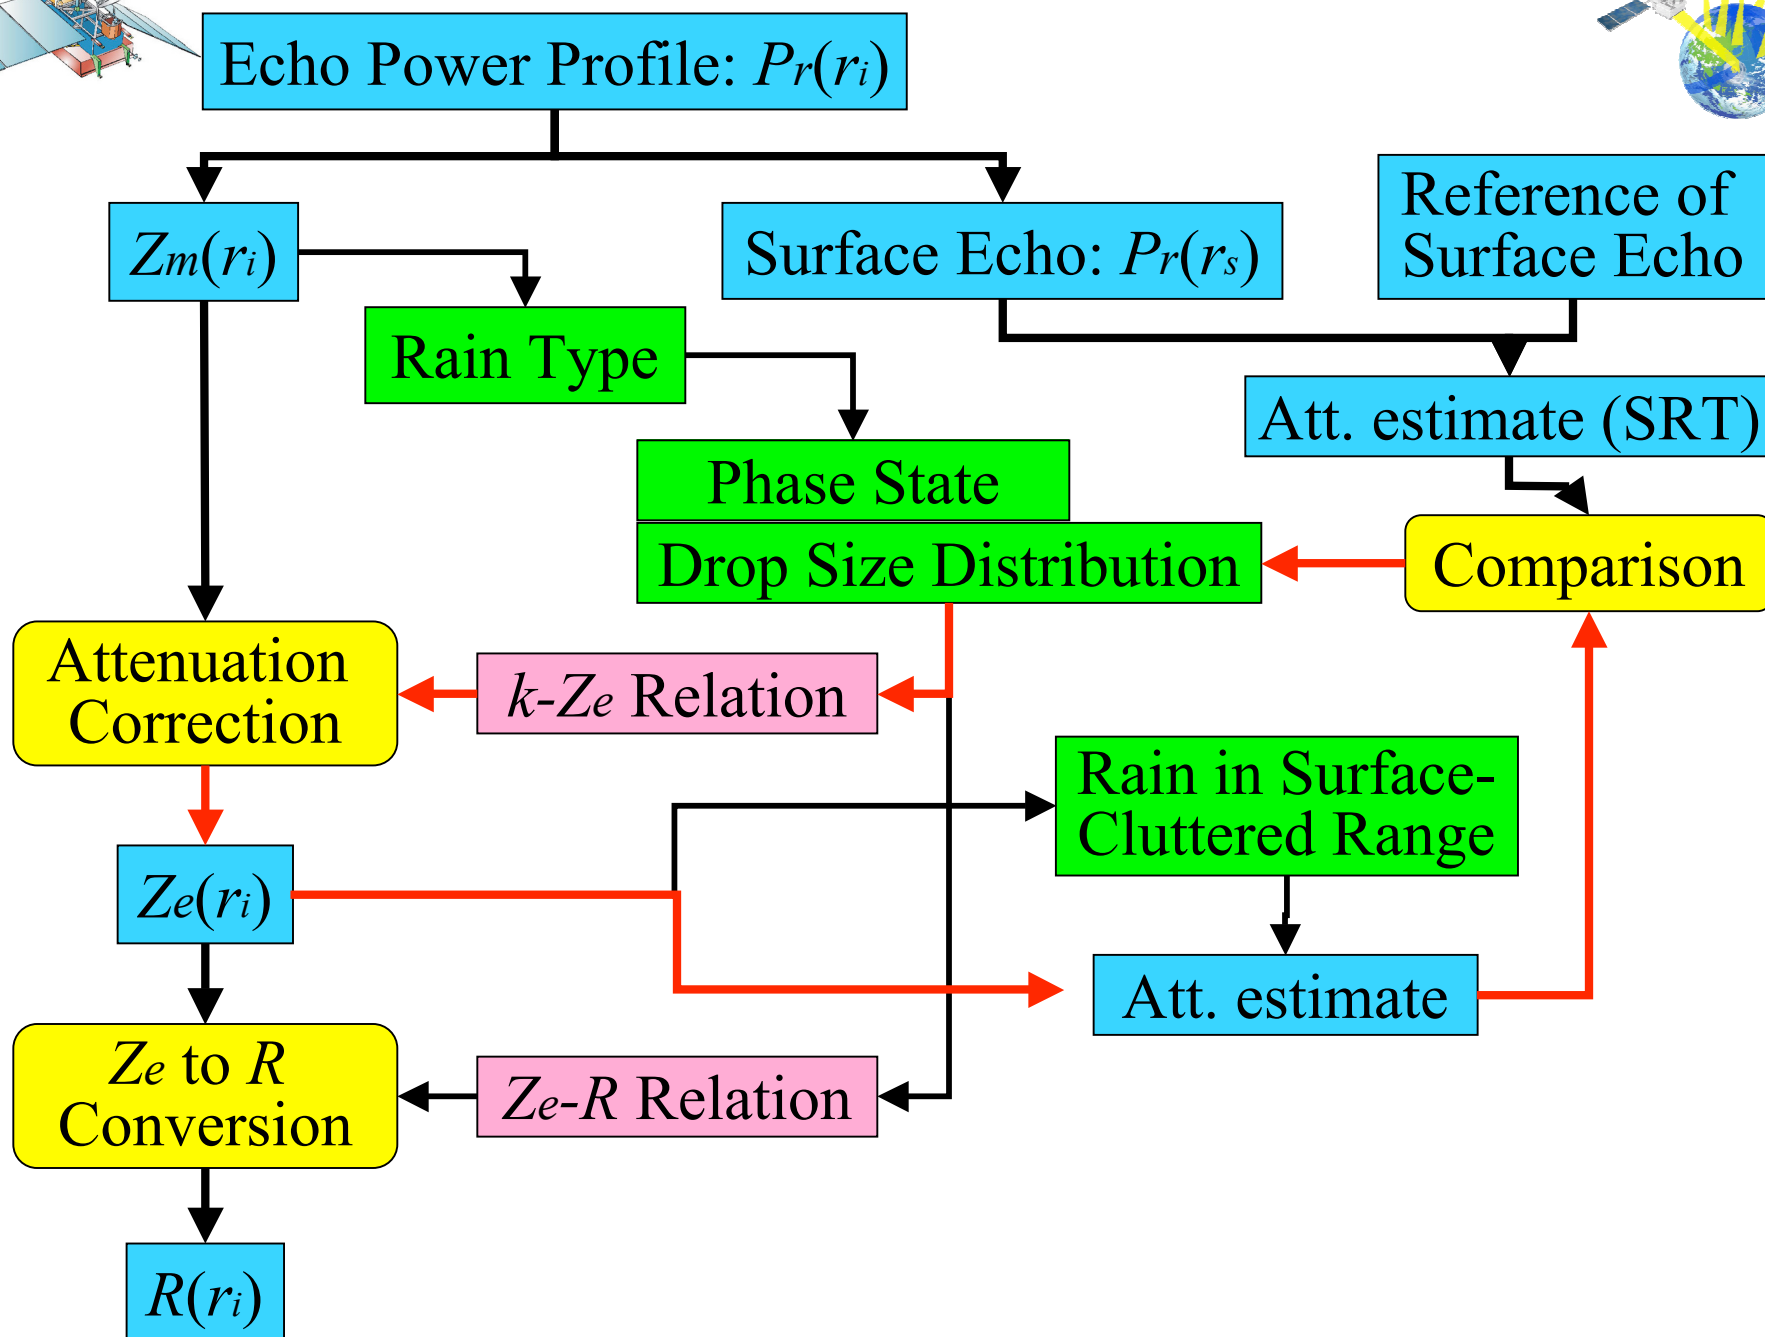 Echo Power Profile: Pr(ri)
Zm(ri)
Surface Echo: Pr(rs)
Reference of
Surface Echo
Rain Type
Att. estimate (SRT)
Phase State
Drop Size Distribution
Comparison
Attenuation
Correction
k-Ze Relation
Rain in Surface-
Cluttered Range
Ze(ri)
Att. estimate
Ze to R
Conversion
Ze-R Relation
R(ri)